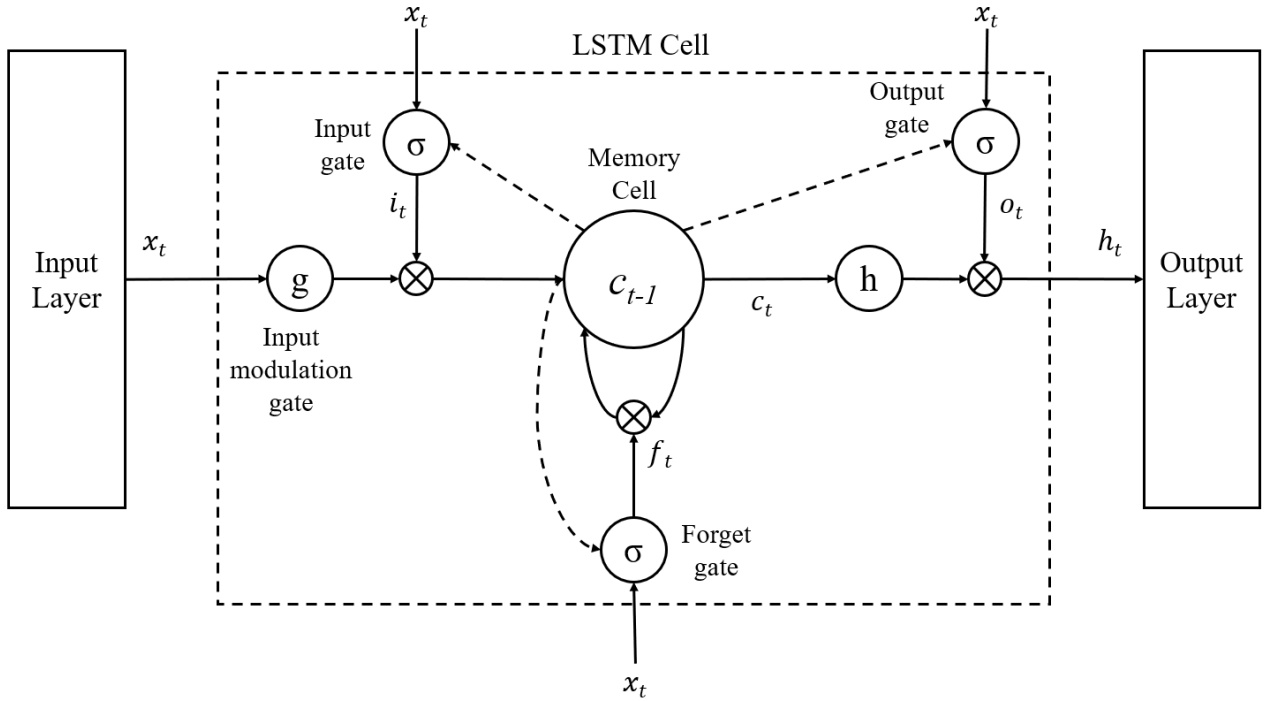 x_t
x_t
LSTM Cell
Input
gate
σ
Output
gate
σ
Memory
Cell
i_t
o_t
Input
Layer
x_t
g
c_{t-1}
c_t
h
h_t
Output
Layer
Input
modulation
gate
f_t
σ
Forget
gate
x_t